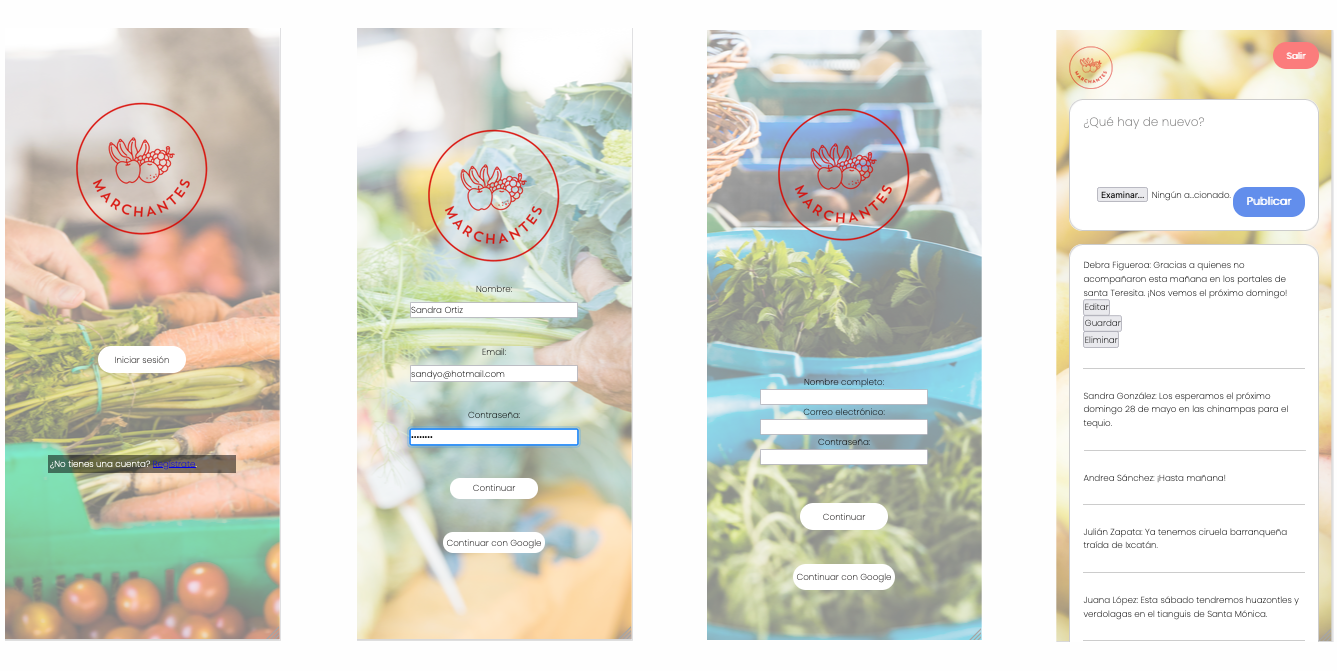 MARCHANTES
Iniciar sesión
¿No tienes una cuenta? Regístrate.
MARCHANTES
Nombre:
Sandra Ortiz
Email:
sandyo@hotmail.com
Contraseña:
••••••••
Continuar
Continuar con Google
MARCHANTES
Nombre completo:
Correo electrónico:
Contraseña:
Continuar
Continuar con Google
MARCHANTES
Salir
¿Qué hay de nuevo?
Examinar... Ningún a...cionado.
Publicar
Debra Figueroa: Gracias a quienes no
acompañaron esta mañana en los portales de
santa Teresita. ¡Nos vemos el próximo domingo!
Editar
Guardar
Eliminar
Sandra González: Los esperamos el próximo
domingo 28 de mayo en las chinampas para el
tequio.
Andrea Sánchez: ¡Hasta mañana!
Julián Zapata: Ya tenemos ciruela barranqueña
traída de Ixcatán.
Juana López: Esta sábado tendremos huazontles y
verdolagas en el tianguis de Santa Mónica.